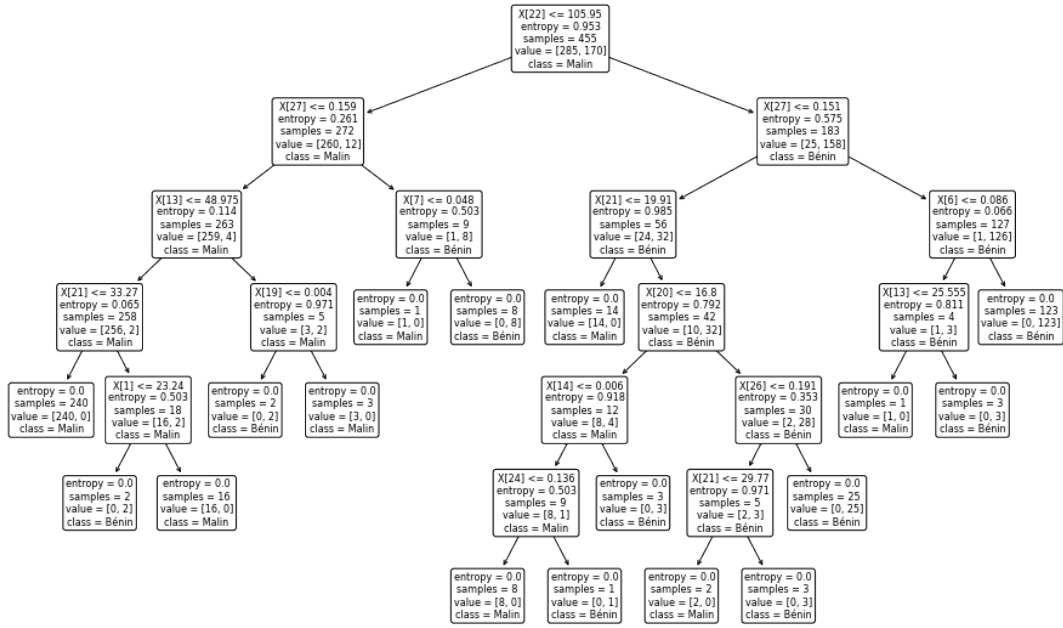 X[22] <= 105.95
entropy = 0.953
samples = 455
value = [285, 170]
class = Malin
X[27] <= 0.159
entropy = 0.261
samples = 272
value = [260, 12]
class = Malin
X[27] <= 0.151
entropy = 0.575
samples = 183
value = [25, 158]
class = Bénin
X[13] <= 48.975
entropy = 0.114
samples = 263
value = [259, 4]
class = Malin
X[7] <= 0.048
entropy = 0.503
samples = 9
value = [1, 8]
class = Bénin
X[21] <= 19.91
entropy = 0.985
samples = 56
value = [24, 32]
class = Bénin
X[6] <= 0.086
entropy = 0.066
samples = 127
value = [1, 126]
class = Bénin
X[21] <= 33.27
entropy = 0.065
samples = 258
value = [256, 2]
class = Malin
X[19] <= 0.004
entropy = 0.971
samples = 5
value = [3, 2]
class = Malin
entropy = 0.0
samples = 1
value = [1, 0]
class = Malin
entropy = 0.0
samples = 8
value = [0, 8]
class = Bénin
entropy = 0.0
samples = 14
value = [14, 0]
class = Malin
X[20] <= 16.8
entropy = 0.792
samples = 42
value = [10, 32]
class = Bénin
X[13] <= 25.555
entropy = 0.811
samples = 4
value = [1, 3]
class = Bénin
entropy = 0.0
samples = 123
value = [0, 123]
class = Bénin
entropy = 0.0
samples = 240
value = [240, 0]
class = Malin
X[1] <= 23.24
entropy = 0.503
samples = 18
value = [16, 2]
class = Malin
entropy = 0.0
samples = 2
value = [0, 2]
class = Bénin
entropy = 0.0
samples = 3
value = [3, 0]
class = Malin
X[14] <= 0.006
entropy = 0.918
samples = 12
value = [8, 4]
class = Malin
X[26] <= 0.191
entropy = 0.353
samples = 30
value = [2, 28]
class = Bénin
entropy = 0.0
samples = 1
value = [1, 0]
class = Malin
entropy = 0.0
samples = 3
value = [0, 3]
class = Bénin
entropy = 0.0
samples = 2
value = [0, 2]
class = Bénin
entropy = 0.0
samples = 16
value = [16, 0]
class = Malin
X[24] <= 0.136
entropy = 0.503
samples = 9
value = [8, 1]
class = Malin
entropy = 0.0
samples = 3
value = [0, 3]
class = Bénin
X[21] <= 29.77
entropy = 0.971
samples = 5
value = [2, 3]
class = Bénin
entropy = 0.0
samples = 25
value = [0, 25]
class = Bénin
entropy = 0.0
samples = 8
value = [8, 0]
class = Malin
entropy = 0.0
samples = 1
value = [0, 1]
class = Bénin
entropy = 0.0
samples = 2
value = [2, 0]
class = Malin
entropy = 0.0
samples = 3
value = [0, 3]
class = Bénin